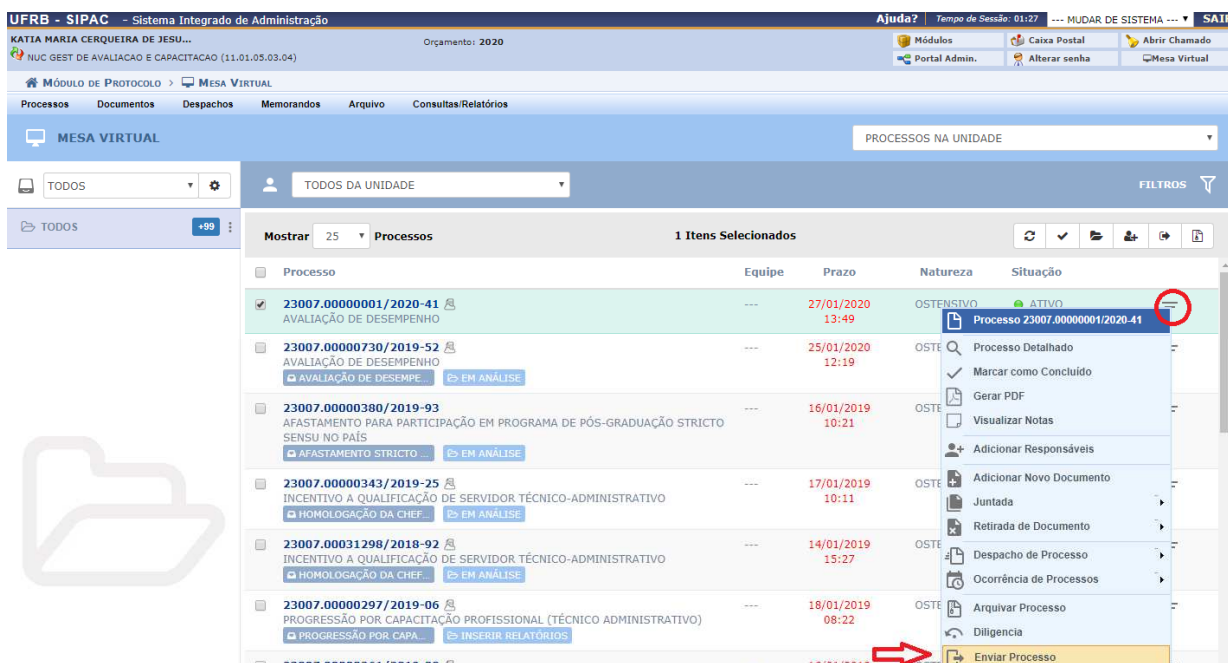 UFRB - SIPAC - Sistema Integrado de Administração Ajuda? Tempo de Sessão: 01:27 --- MUDAR DE SISTEMA ---
KATIA MARIA CERQUEIRA DE JESU... Orçamento: 2020 Módulos Caixa Postal Abrir Chamado
NUC GEST DE AVALIACAO E CAPACITACAO (11.01.05.03.04) Portal Admin. Alterar senha Mesa Virtual
MÓDULO DE PROTOCOLO > MESA VIRTUAL
Processos Documentos Despachos Memorandos Arquivo Consultas/Relatórios
MESA VIRTUAL PROCESSOS NA UNIDADE
TODOS TODOS DA UNIDADE FILTROS
TODOS +99
Mostrar 25 Processos 1 Itens Selecionados
Processo Equipe Prazo Natureza Situação
23007.00000001/2020-41 --- 27/01/2020 OSTENSIVO ATIVO
AVALIAÇÃO DE DESEMPENHO 13:49
23007.00000730/2019-52 --- 25/01/2020 OSTE
AVALIAÇÃO DE DESEMPENHO 12:19
AVALIAÇÃO DE DESEMPE... EM ANÁLISE
23007.00000380/2019-93 --- 16/01/2019 OSTE
AFASTAMENTO PARA PARTICIPAÇÃO EM PROGRAMA DE PÓS-GRADUAÇÃO STRICTO 10:21
SENSU NO PAÍS
AFASTAMENTO STRICTO ... EM ANÁLISE
23007.00000343/2019-25 --- 17/01/2019 OSTE
INCENTIVO A QUALIFICAÇÃO DE SERVIDOR TÉCNICO-ADMINISTRATIVO 10:11
HOMOLOGAÇÃO DA CHEF... EM ANÁLISE
23007.00031298/2018-92 --- 14/01/2019 OSTE
INCENTIVO A QUALIFICAÇÃO DE SERVIDOR TÉCNICO-ADMINISTRATIVO 15:27
HOMOLOGAÇÃO DA CHEF... EM ANÁLISE
23007.00000297/2019-06 --- 18/01/2019 OSTE
PROGRESSÃO POR CAPACITAÇÃO PROFISSIONAL (TÉCNICO ADMINISTRATIVO) 08:22
PROGRESSÃO POR CAPA... INSERIR RELATÓRIOS
Processo 23007.00000001/2020-41
Processo Detalhado
Marcar como Concluído
Gerar PDF
Visualizar Notas
Adicionar Responsáveis
Adicionar Novo Documento
Juntada
Retirada de Documento
Despacho de Processo
Ocorrência de Processos
Arquivar Processo
Diligencia
Enviar Processo